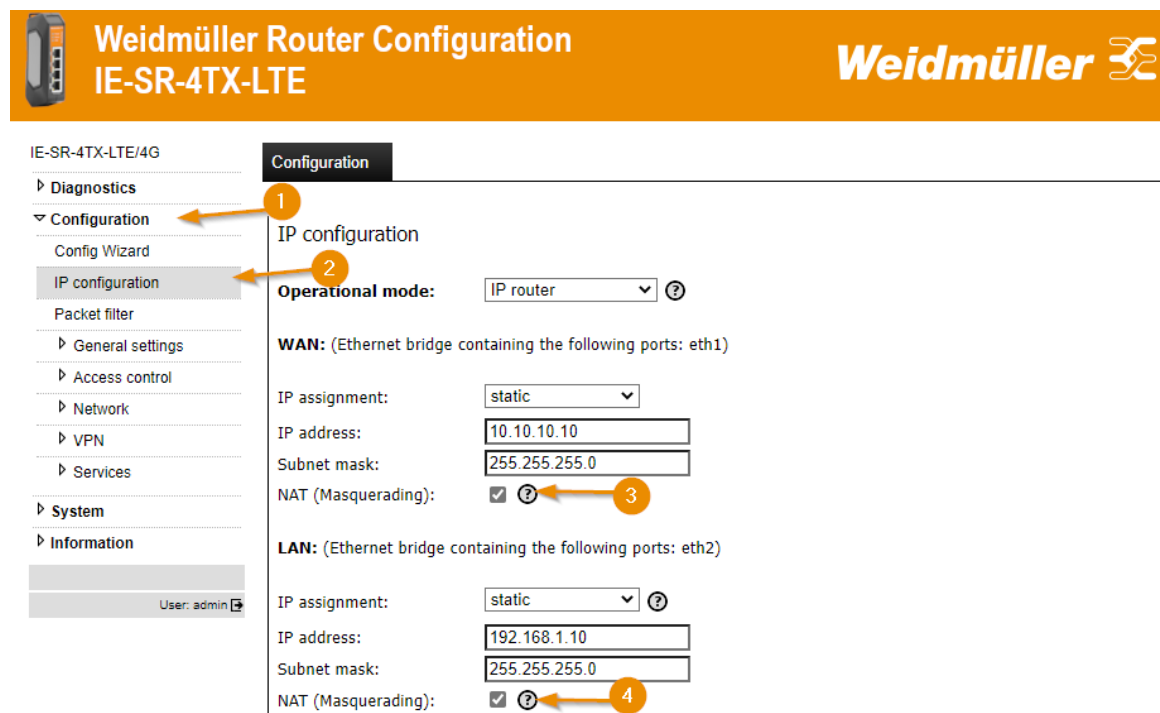 Weidmüller Router Configuration
IE-SR-4TX-LTE
Weidmüller
IE-SR-4TX-LTE/4G
Diagnostics
Configuration
Config Wizard
IP configuration
Packet filter
General settings
Access control
Network
VPN
Services
System
Information
User: admin
Configuration
1
IP configuration
2
Operational mode: IP router ?
WAN: (Ethernet bridge containing the following ports: eth1)
IP assignment: static
IP address: 10.10.10.10
Subnet mask: 255.255.255.0
NAT (Masquerading): ? 3
LAN: (Ethernet bridge containing the following ports: eth2)
IP assignment: static ?
IP address: 192.168.1.10
Subnet mask: 255.255.255.0
NAT (Masquerading): ? 4